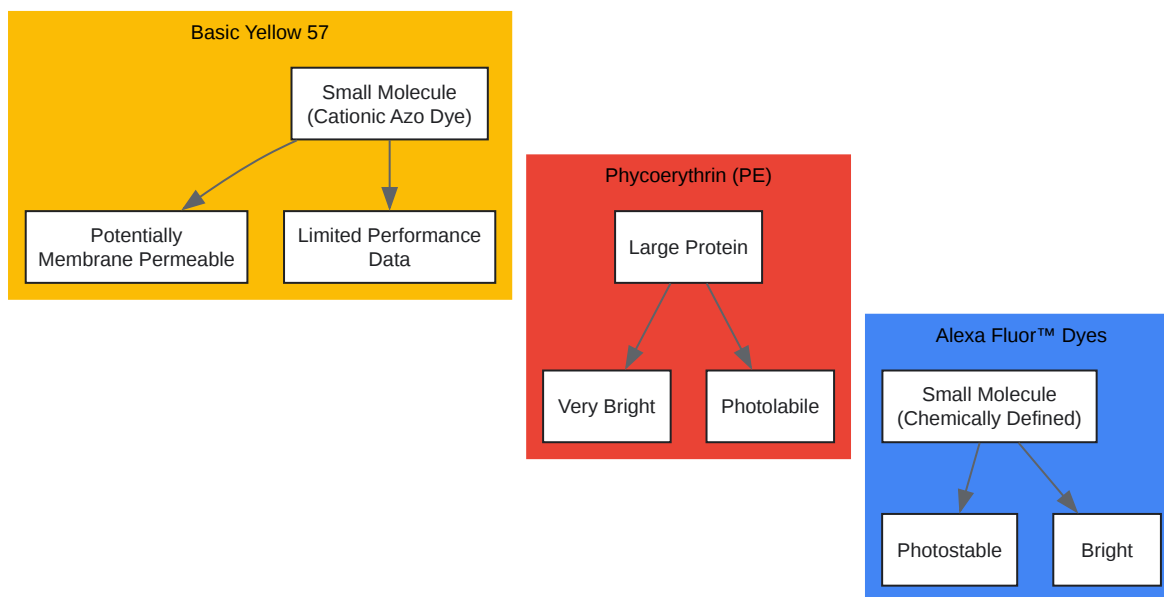 Basic Yellow 57
Small Molecule
(Cationic Azo Dye)
Potentially
Membrane Permeable
Limited Performance
Data
Phycoerythrin (PE)
Large Protein
Very Bright
Photolabile
Alexa Fluor™ Dyes
Small Molecule
(Chemically Defined)
Photostable
Bright